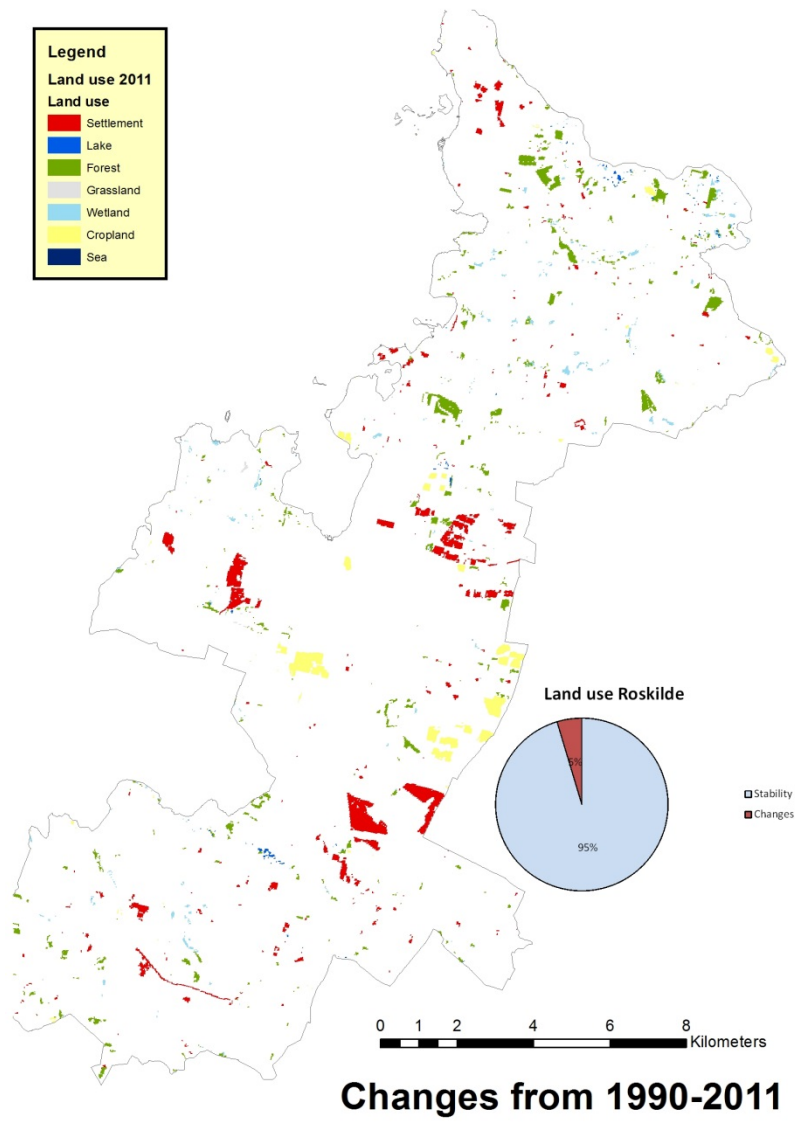 Legend
Land use 2011
Land use
Settlement
Lake
Forest
Grassland
Wetland
Cropland
Sea
Land use Roskilde
5%
95%
Stability
Changes
0 1 2 4 6 8
Kilometers
Changes from 1990-2011